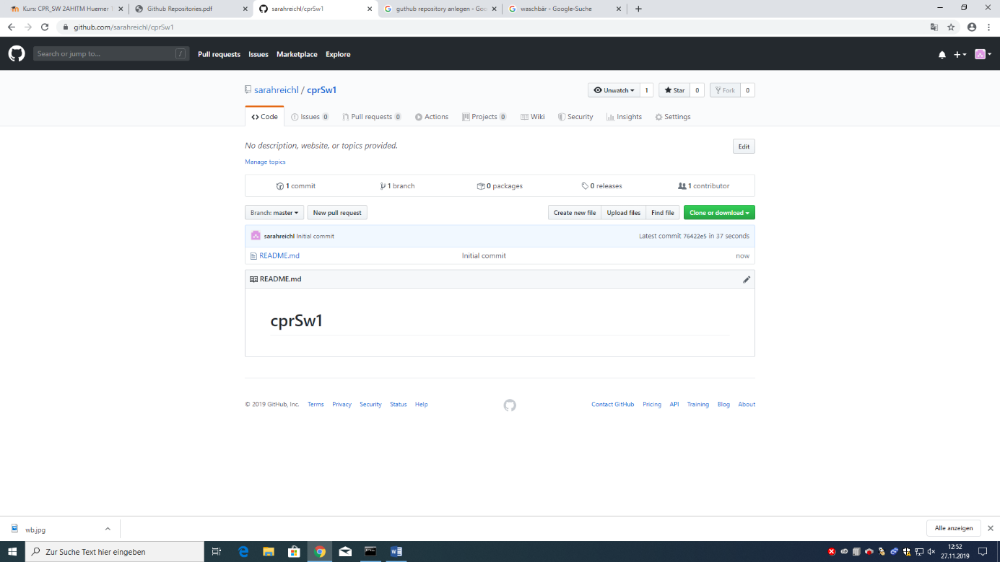 Kurs: CPR_SW 2AHITM Huemer 1
Github Repositories.pdf
sarahreichl/cprSw1
guthub repository anlegen - Goo
waschbär - Google-Suche
github.com/sarahreichl/cprSw1
Search or jump to... /
Pull requests Issues Marketplace Explore
sarahreichl / cprSw1
Unwatch 1 Star 0 Fork 0
Code Issues 0 Pull requests 0 Actions Projects 0 Wiki Security Insights Settings
No description, website, or topics provided.
Edit
Manage topics
1 commit 1 branch 0 packages 0 releases 1 contributor
Branch: master New pull request Create new file Upload files Find file Clone or download
sarahreichl Initial commit Latest commit 76422e5 in 37 seconds
README.md Initial commit now
README.md
cprSw1
© 2019 GitHub, Inc. Terms Privacy Security Status Help Contact GitHub Pricing API Training Blog About
wb.jpg Alle anzeigen
Zur Suche Text hier eingeben
12:52
27.11.2019